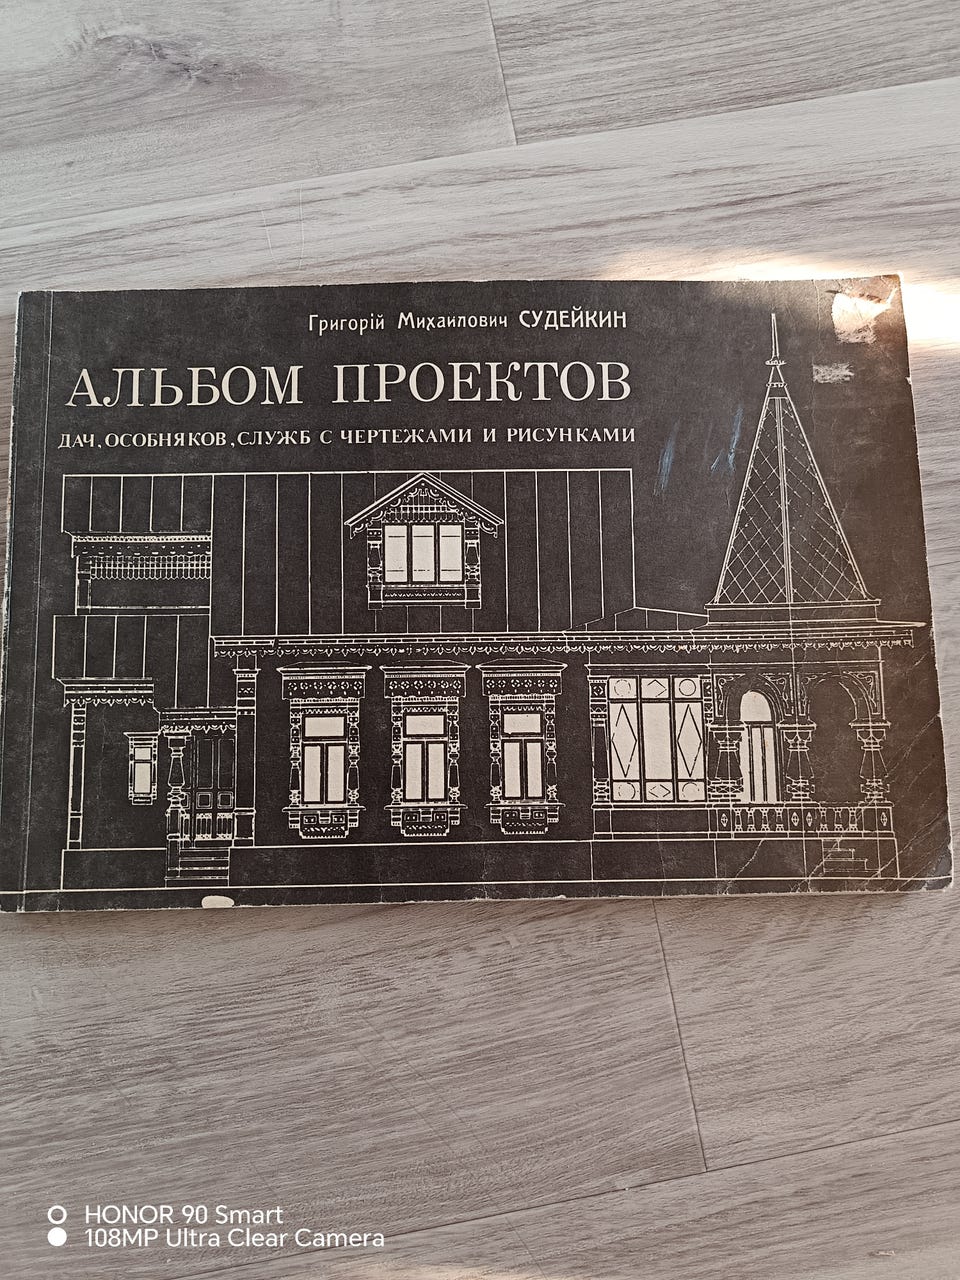 Григорій Михаилович СУДЕЙКИН
АЛЬБОМ ПРОЕКТОВ
ДАЧ, ОСОБНЯКОВ, СЛУЖБ С ЧЕРТЕЖАМИ И РИСУНКАМИ
HONOR 90 Smart
108MP Ultra Clear Camera